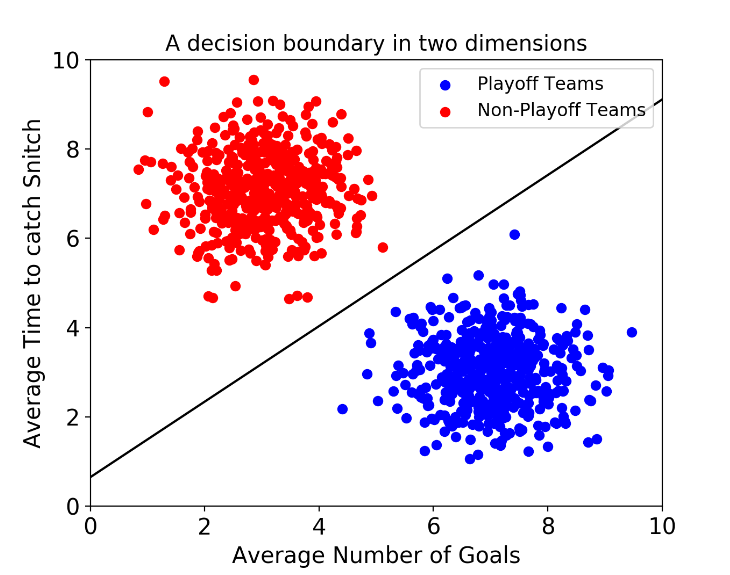 A decision boundary in two dimensions
Playoff Teams
Non-Playoff Teams
10
8
6
4
2
0
Average Time to catch Snitch
0 2 4 6 8 10
Average Number of Goals